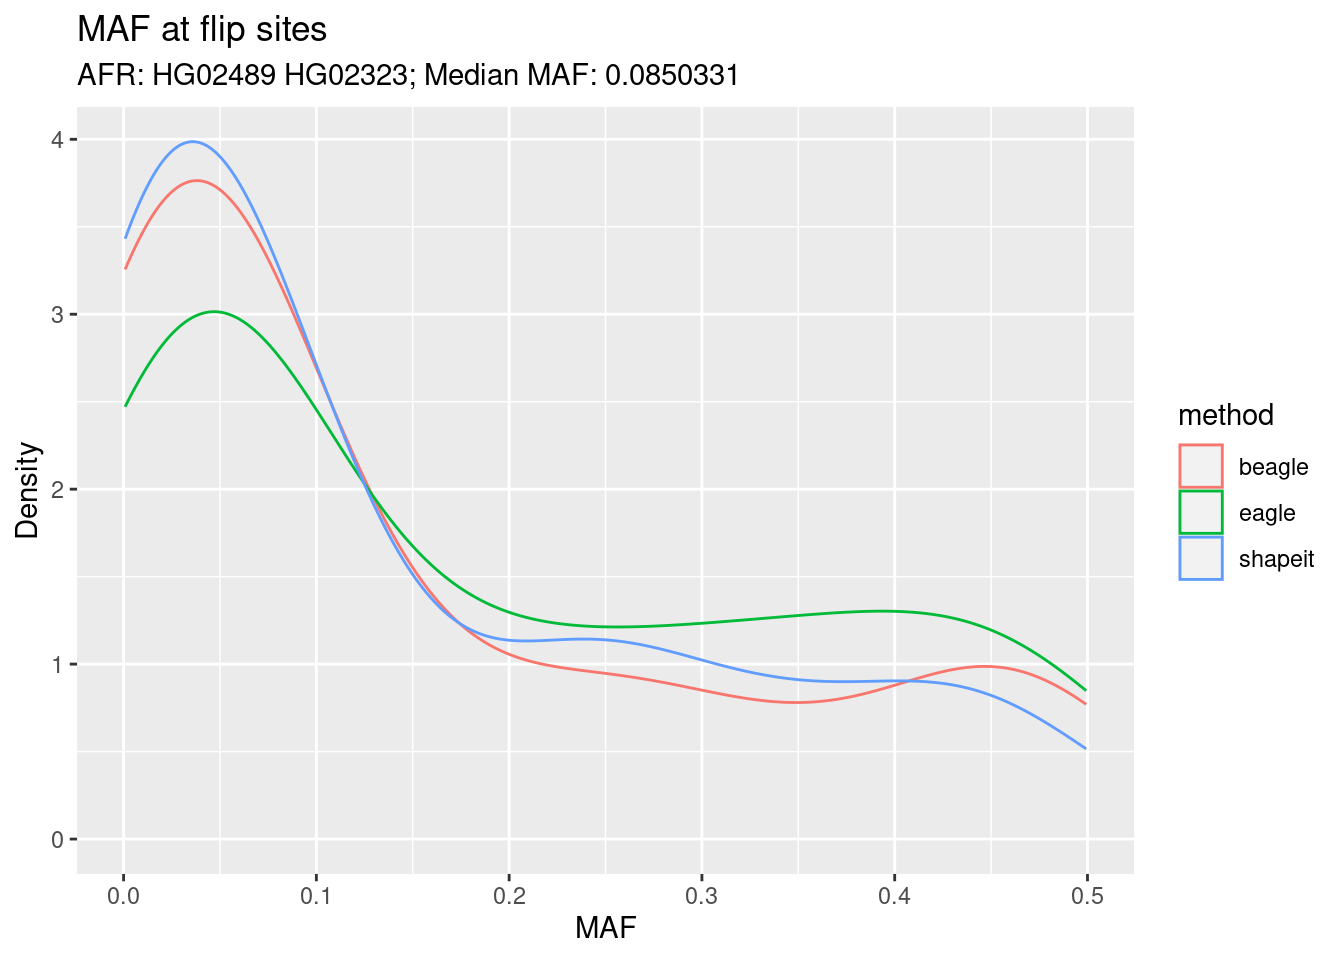 MAF at flip sites
AFR: HG02489 HG02323; Median MAF: 0.0850331
4
3
2
1
0
Density
0.0 0.1 0.2 0.3 0.4 0.5
MAF
method
beagle
eagle
shapeit